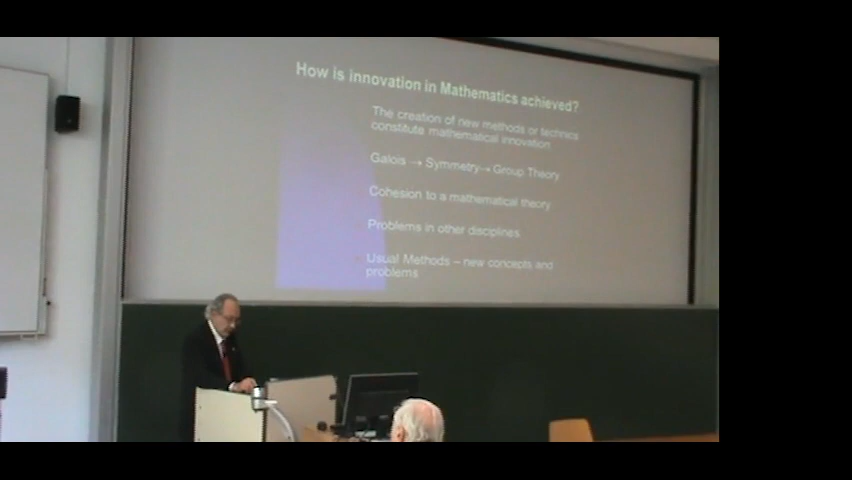 How is innovation in Mathematics achieved?
The creation of new methods or technics
constitute mathematical innovation
Galois → Symmetry→ Group Theory
Cohesion to a mathematical theory
Problems in other disciplines
Usual Methods – new concepts and
problems